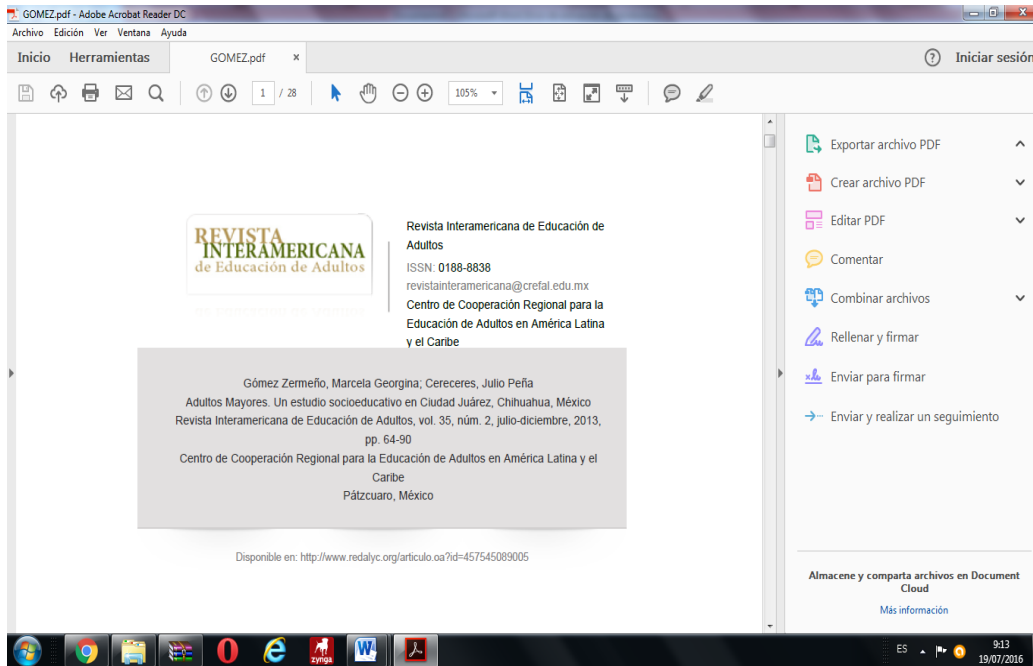 GOMEZ.pdf - Adobe Acrobat Reader DC
Archivo Edición Ver Ventana Ayuda
Inicio Herramientas GOMEZ.pdf × Iniciar sesión
1 / 28 105%
REVISTA
INTERAMERICANA
de Educación de Adultos
Revista Interamericana de Educación de
Adultos
ISSN: 0188-8838
revistainteramericana@crefal.edu.mx
Centro de Cooperación Regional para la
Educación de Adultos en América Latina
y el Caribe
Gómez Zermeño, Marcela Georgina; Cereceres, Julio Peña
Adultos Mayores. Un estudio socioeducativo en Ciudad Juárez, Chihuahua, México
Revista Interamericana de Educación de Adultos, vol. 35, núm. 2, julio-diciembre, 2013,
pp. 64-90
Centro de Cooperación Regional para la Educación de Adultos en América Latina y el
Caribe
Pátzcuaro, México
Disponible en: http://www.redalyc.org/articulo.oa?id=457545089005
Exportar archivo PDF
Crear archivo PDF
Editar PDF
Comentar
Combinar archivos
Rellenar y firmar
Enviar para firmar
Enviar y realizar un seguimiento
Almacene y comparta archivos en Document
Cloud
Más información
zynga
ES 9:13
19/07/2016